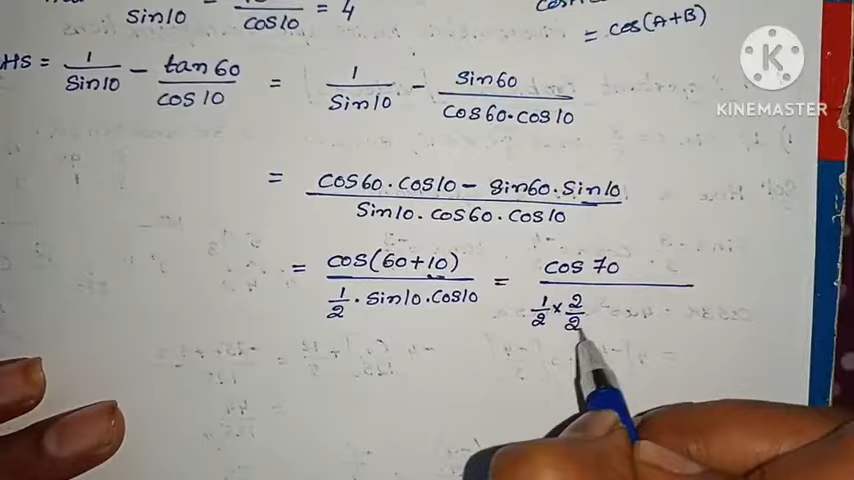 Sin10 cos10 = 4
= cos(A+B)
HS = 1/Sin10 - tan60/cos10 = 1/Sin10 - Sin60/cos60·cos10
= cos60·cos10 - sin60·sin10 / Sin10·cos60·cos10
= cos(60+10) / 1/2·sin10·cos10 = cos 70 / 1/2 × 2/2
K
KINEMASTER